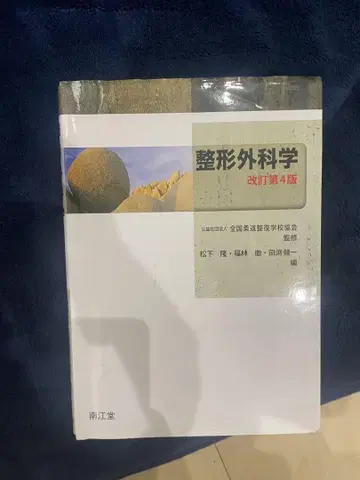 整形外科学
改訂第4版
公益社団法人 全国柔道整復学校協会
監修
松下 隆・福林 徹・田渕健一
編
南江堂